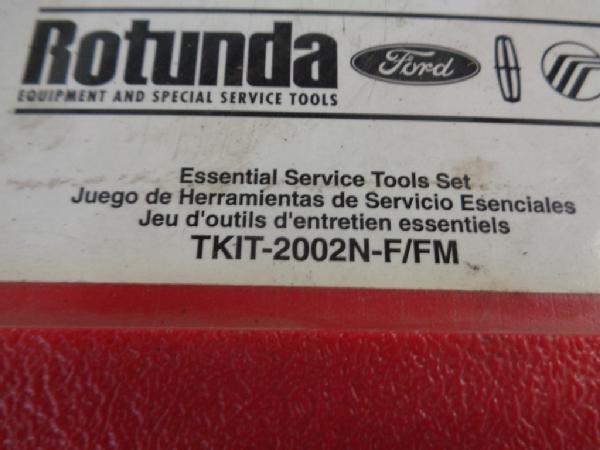 Rotunda Ford
EQUIPMENT AND SPECIAL SERVICE TOOLS
Essential Service Tools Set
Juego de Herramientas de Servicio Esenciales
Jeu d'outils d'entretien essentiels
TKIT-2002N-F/FM